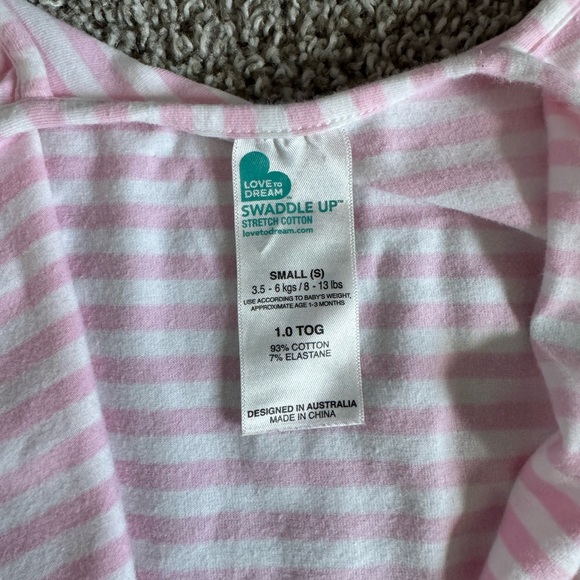 LOVE TO
DREAM™
SWADDLE UP™
STRETCH COTTON
lovetodream.com
SMALL (S)
3.5 - 6 kgs / 8 - 13 lbs
USE ACCORDING TO BABY'S WEIGHT,
APPROXIMATE AGE 1-3 MONTHS
1.0 TOG
93% COTTON
7% ELASTANE
DESIGNED IN AUSTRALIA
MADE IN CHINA